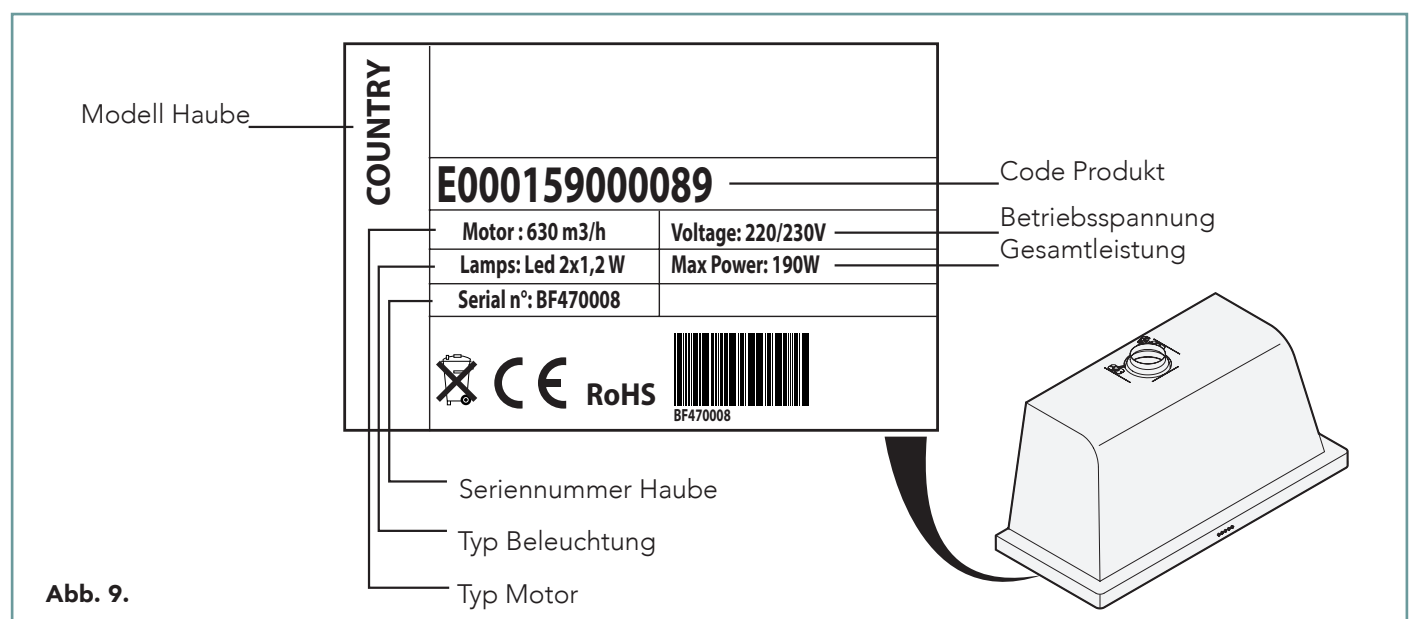 Modell Haube
COUNTRY
E000159000089
Code Produkt
Motor : 630 m3/h
Voltage: 220/230V
Betriebsspannung
Lamps: Led 2x1,2 W
Max Power: 190W
Gesamtleistung
Serial n°: BF470008
CE RoHS
BF470008
Seriennummer Haube
Typ Beleuchtung
Typ Motor
Abb. 9.